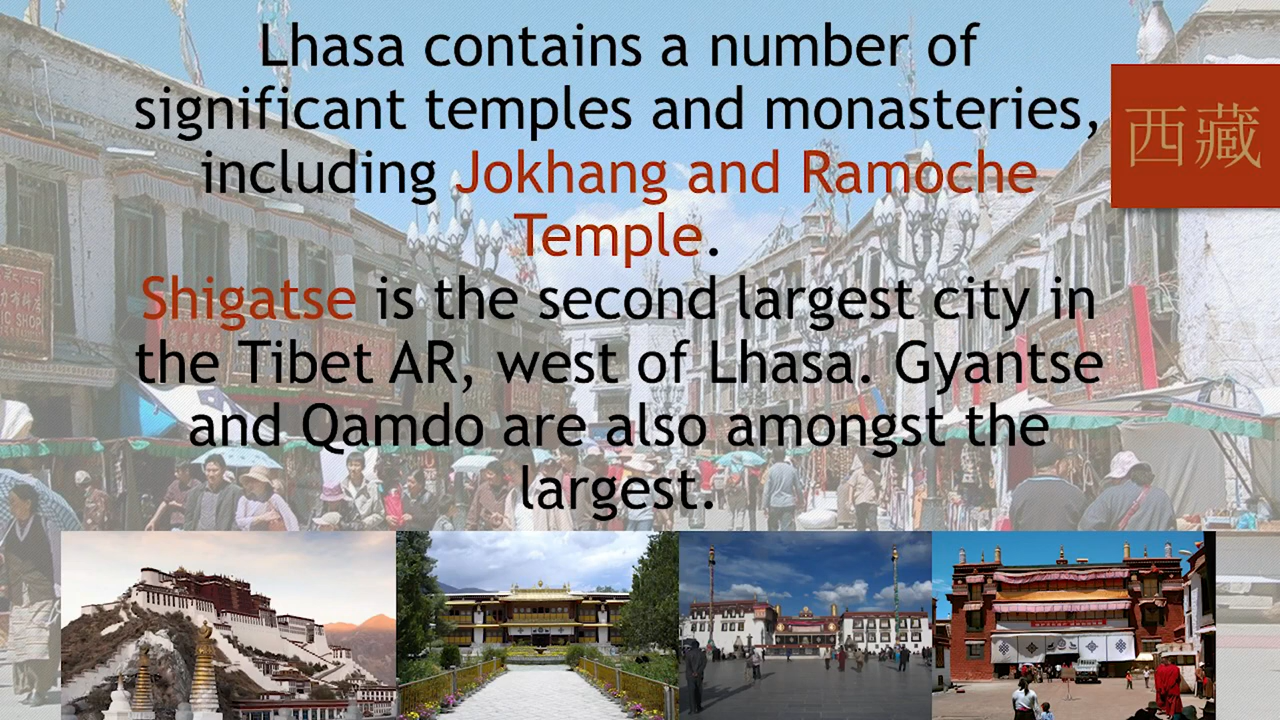 Lhasa contains a number of
significant temples and monasteries,
including Jokhang and Ramoche
Temple.
Shigatse is the second largest city in
the Tibet AR, west of Lhasa. Gyantse
and Qamdo are also amongst the
largest.
西藏
SHOP